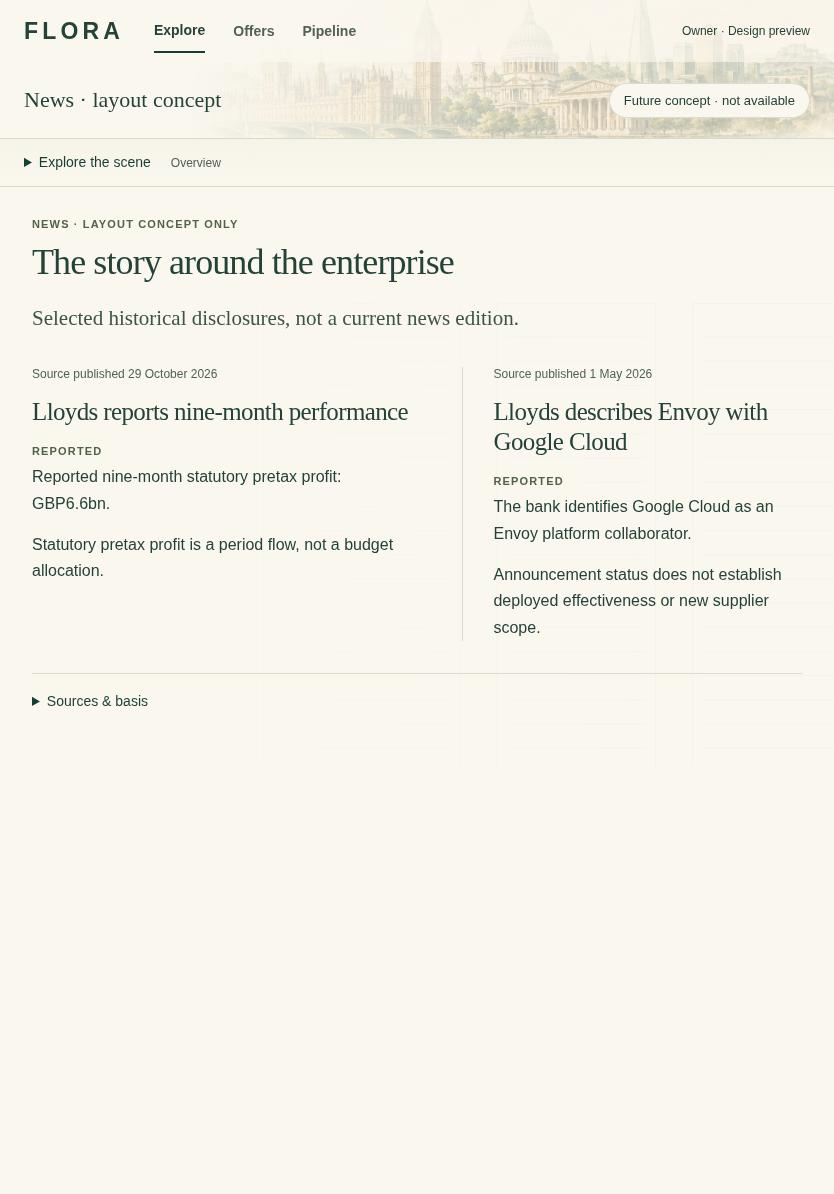 FLORA
Explore
Offers
Pipeline
Owner · Design preview
News · layout concept
Future concept · not available
Explore the scene
Overview
NEWS · LAYOUT CONCEPT ONLY
The story around the enterprise
Selected historical disclosures, not a current news edition.
Source published 29 October 2026
Lloyds reports nine-month performance
REPORTED
Reported nine-month statutory pretax profit:
GBP6.6bn.
Statutory pretax profit is a period flow, not a budget
allocation.
Source published 1 May 2026
Lloyds describes Envoy with
Google Cloud
REPORTED
The bank identifies Google Cloud as an
Envoy platform collaborator.
Announcement status does not establish
deployed effectiveness or new supplier
scope.
Sources & basis